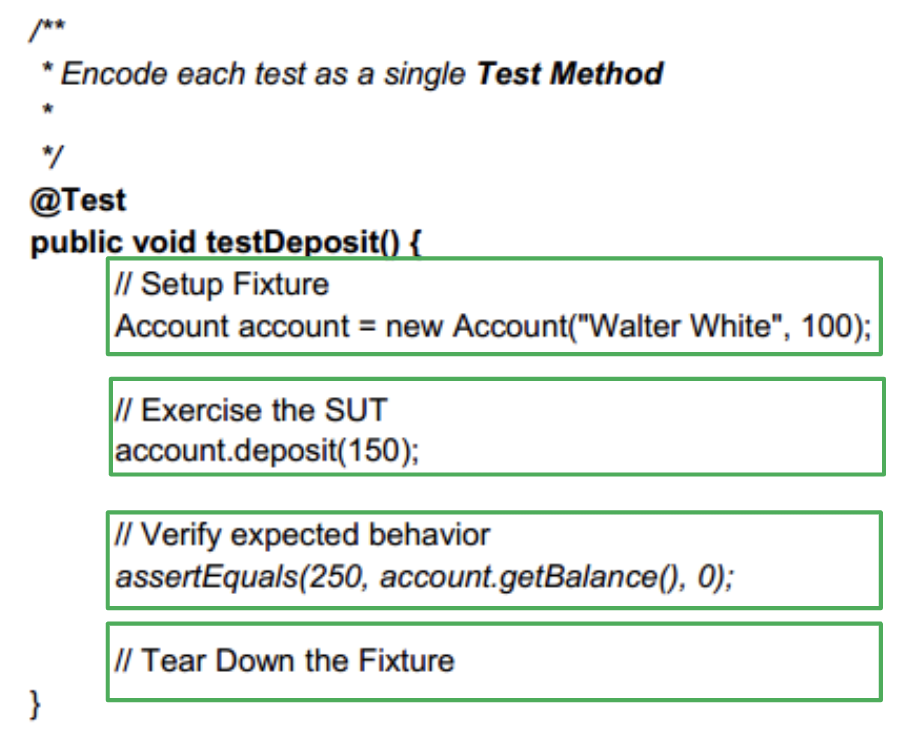 /**
* Encode each test as a single Test Method
*
*/
@Test
public void testDeposit() {
// Setup Fixture
Account account = new Account("Walter White", 100);
// Exercise the SUT
account.deposit(150);
// Verify expected behavior
assertEquals(250, account.getBalance(), 0);
// Tear Down the Fixture
}